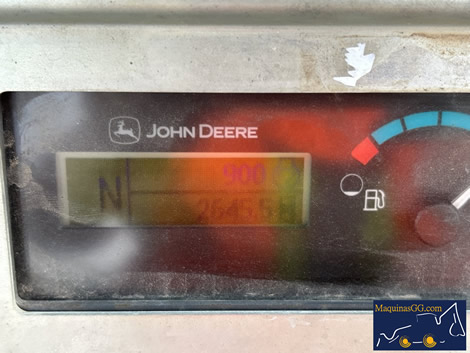 JOHN DEERE
N
900
2645.5 H
MaquinasGG.com